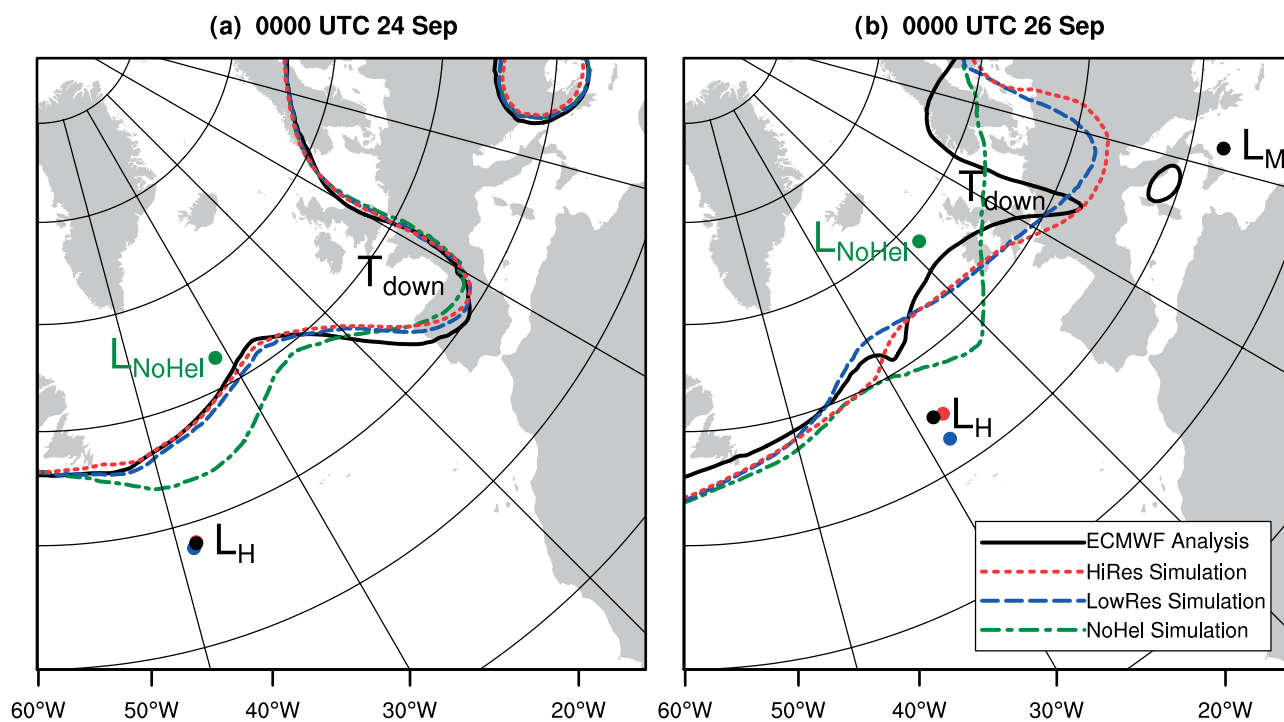 (a) 0000 UTC 24 Sep
(b) 0000 UTC 26 Sep
T_down
L_NoHel
L_H
60°W 50°W 40°W 30°W 20°W
L_M
T_down
L_NoHel
L_H
ECMWF Analysis
HiRes Simulation
LowRes Simulation
NoHel Simulation
60°W 50°W 40°W 30°W 20°W